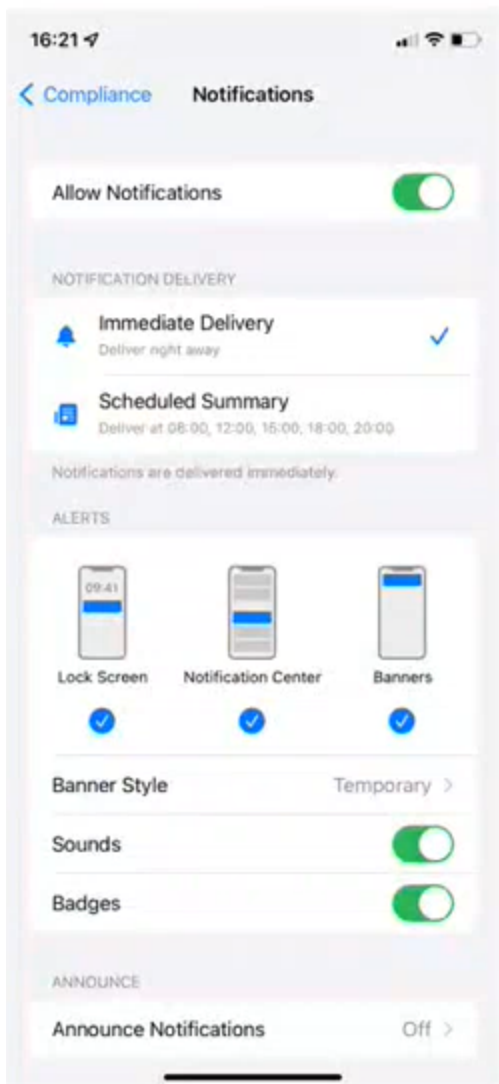 16:21
Compliance Notifications
Allow Notifications
NOTIFICATION DELIVERY
Immediate Delivery
Deliver right away
Scheduled Summary
Deliver at 08:00, 12:00, 15:00, 18:00, 20:00
Notifications are delivered immediately.
ALERTS
09:41
Lock Screen Notification Center Banners
Banner Style Temporary
Sounds
Badges
ANNOUNCE
Announce Notifications Off